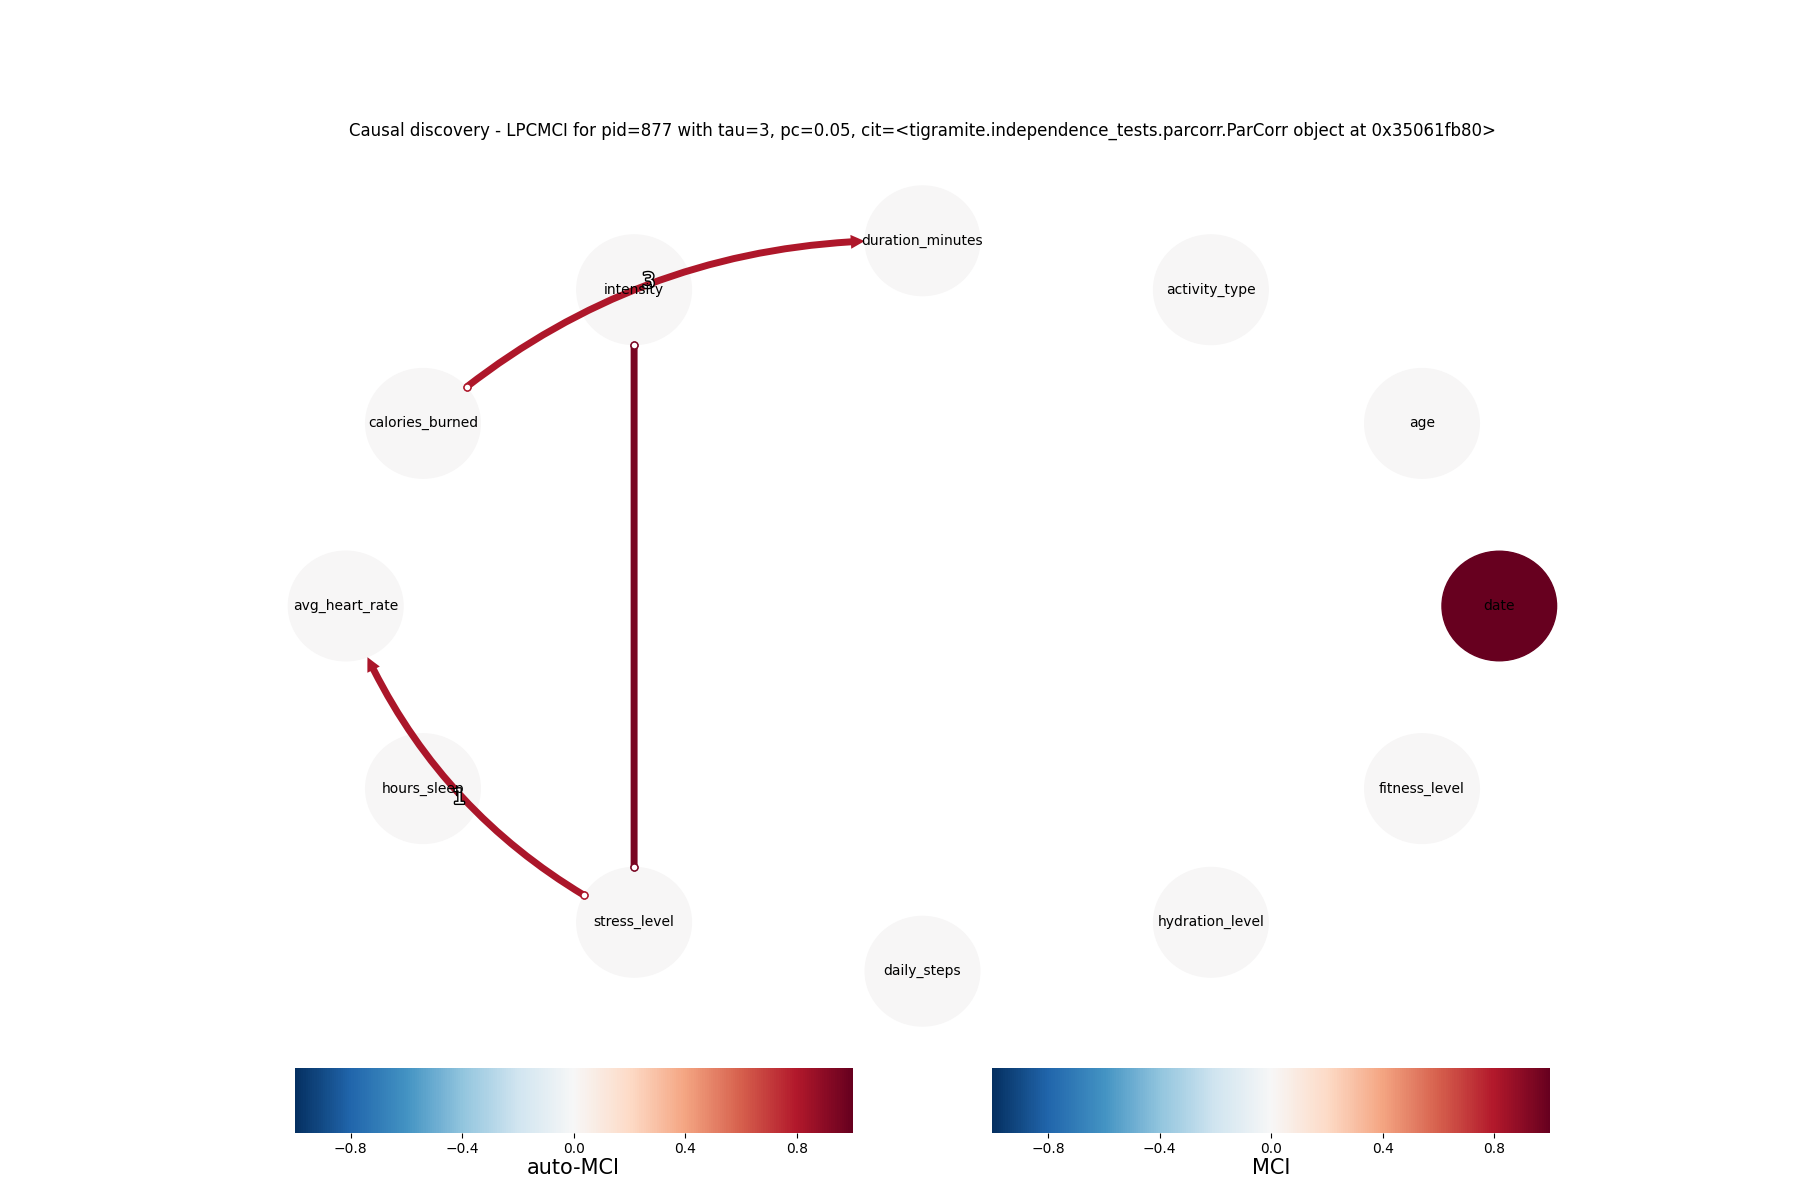 Causal discovery - LPCMCI for pid=877 with tau=3, pc=0.05, cit=<tigramite.independence_tests.parcorr.ParCorr object at 0x35061fb80>
duration_minutes
intensity
3
activity_type
calories_burned
age
avg_heart_rate
date
hours_sleep
1
fitness_level
stress_level
hydration_level
daily_steps
−0.8 −0.4 0.0 0.4 0.8
auto-MCI
−0.8 −0.4 0.0 0.4 0.8
MCI